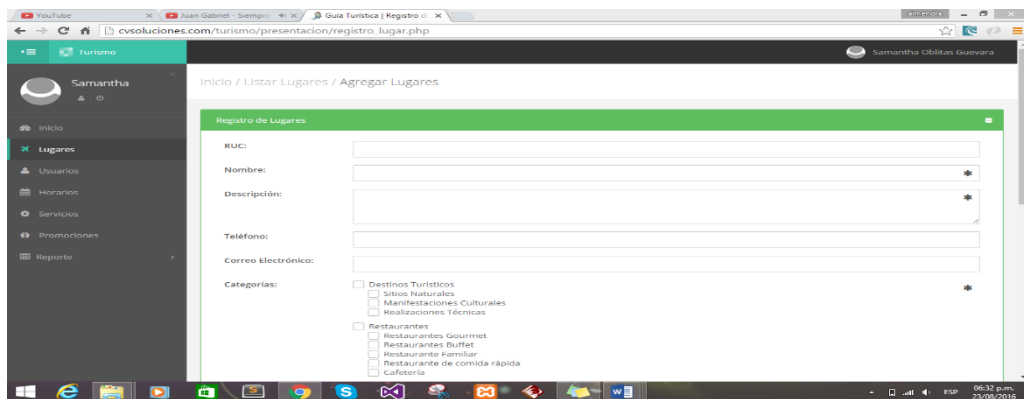 YouTube
Juan Gabriel - Siempre
Guía Turística | Registro d
cvsoluciones.com/turismo/presentacion/registro_lugar.php
Turismo
Samantha Oblitas Guevara
Samantha
Inicio / Listar Lugares / Agregar Lugares
Inicio
Lugares
Usuarios
Horarios
Servicios
Promociones
Reporte
Registro de Lugares
RUC:
Nombre:
Descripción:
Teléfono:
Correo Electrónico:
Categorías:
Destinos Turísticos
Sitios Naturales
Manifestaciones Culturales
Realizaciones Técnicas
Restaurantes
Restaurantes Gourmet
Restaurantes Buffet
Restaurante Familiar
Restaurante de comida rápida
Cafetería
ESP
06:32 p.m.
23/08/2016